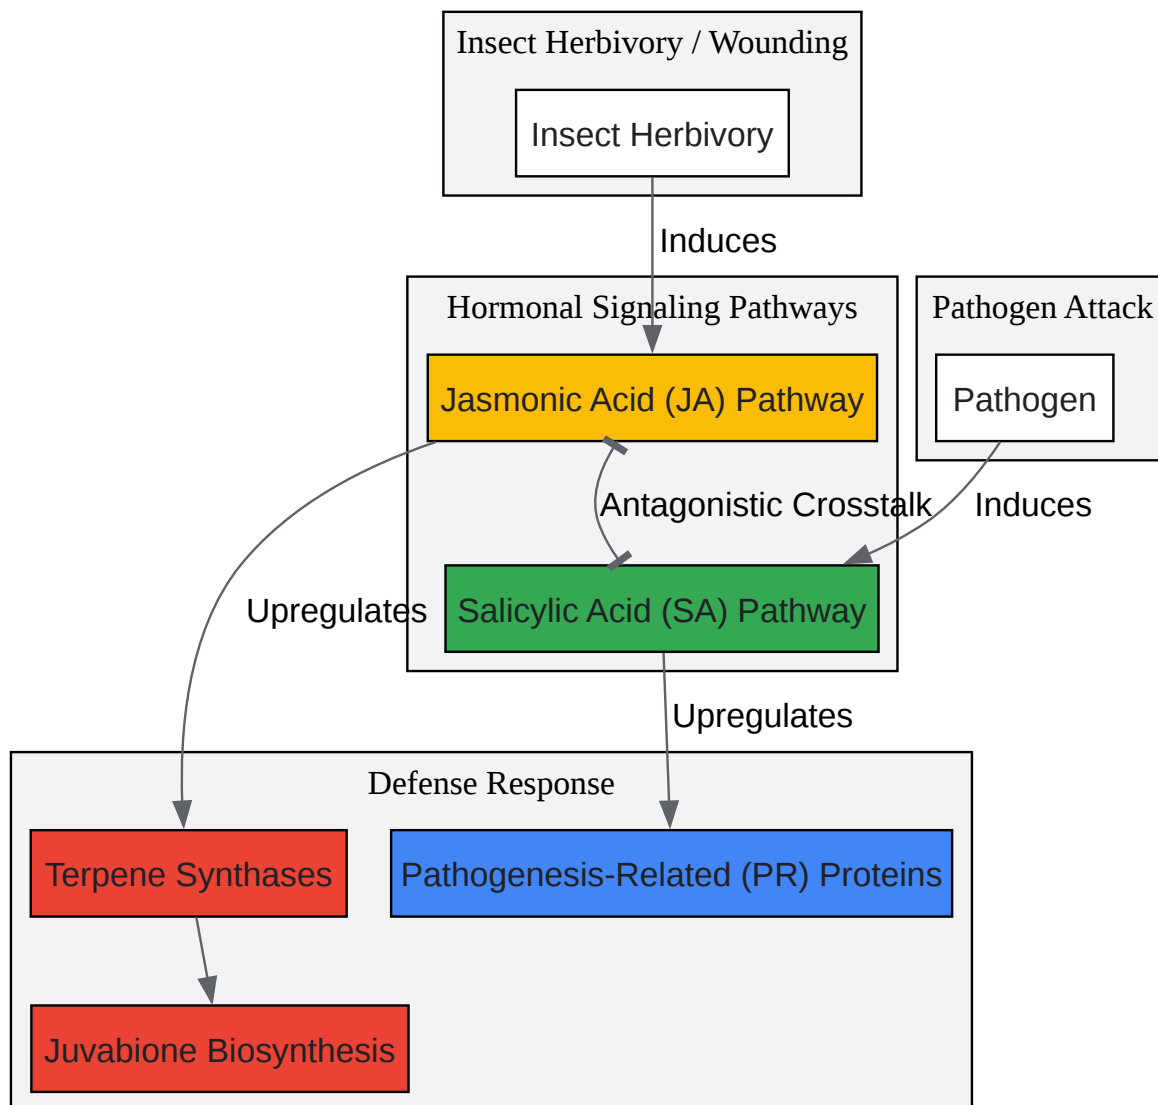 Insect Herbivory / Wounding
Insect Herbivory
Induces
Hormonal Signaling Pathways
Pathogen Attack
Jasmonic Acid (JA) Pathway
Pathogen
Antagonistic Crosstalk
Induces
Upregulates
Salicylic Acid (SA) Pathway
Upregulates
Defense Response
Terpene Synthases
Pathogenesis-Related (PR) Proteins
Juvabione Biosynthesis